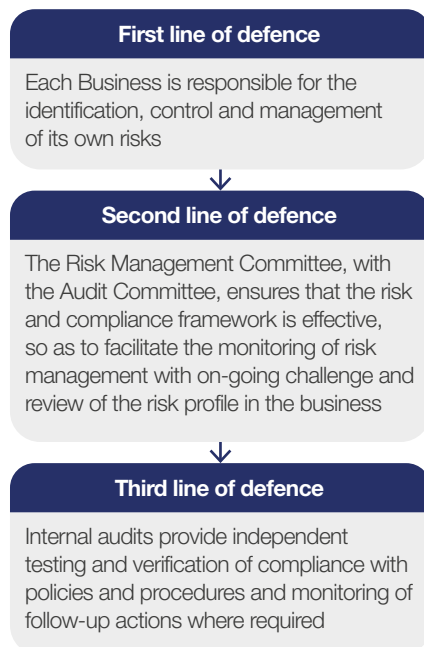 First line of defence
Each Business is responsible for the
identification, control and management
of its own risks
Second line of defence
The Risk Management Committee, with
the Audit Committee, ensures that the risk
and compliance framework is effective,
so as to facilitate the monitoring of risk
management with on-going challenge and
review of the risk profile in the business
Third line of defence
Internal audits provide independent
testing and verification of compliance with
policies and procedures and monitoring of
follow-up actions where required